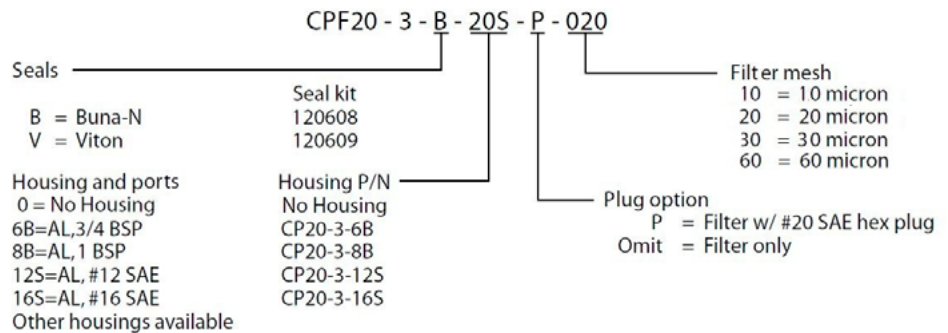 CPF20 - 3 - B - 20S - P - 020
Seals
Seal kit
B = Buna-N 120608
V = Viton 120609
Housing and ports Housing P/N
0 = No Housing No Housing
6B=AL,3/4 BSP CP20-3-6B
8B=AL,1 BSP CP20-3-8B
12S=AL, #12 SAE CP20-3-12S
16S=AL, #16 SAE CP20-3-16S
Other housings available
Filter mesh
10 = 10 micron
20 = 20 micron
30 = 30 micron
60 = 60 micron
Plug option
P = Filter w/ #20 SAE hex plug
Omit = Filter only